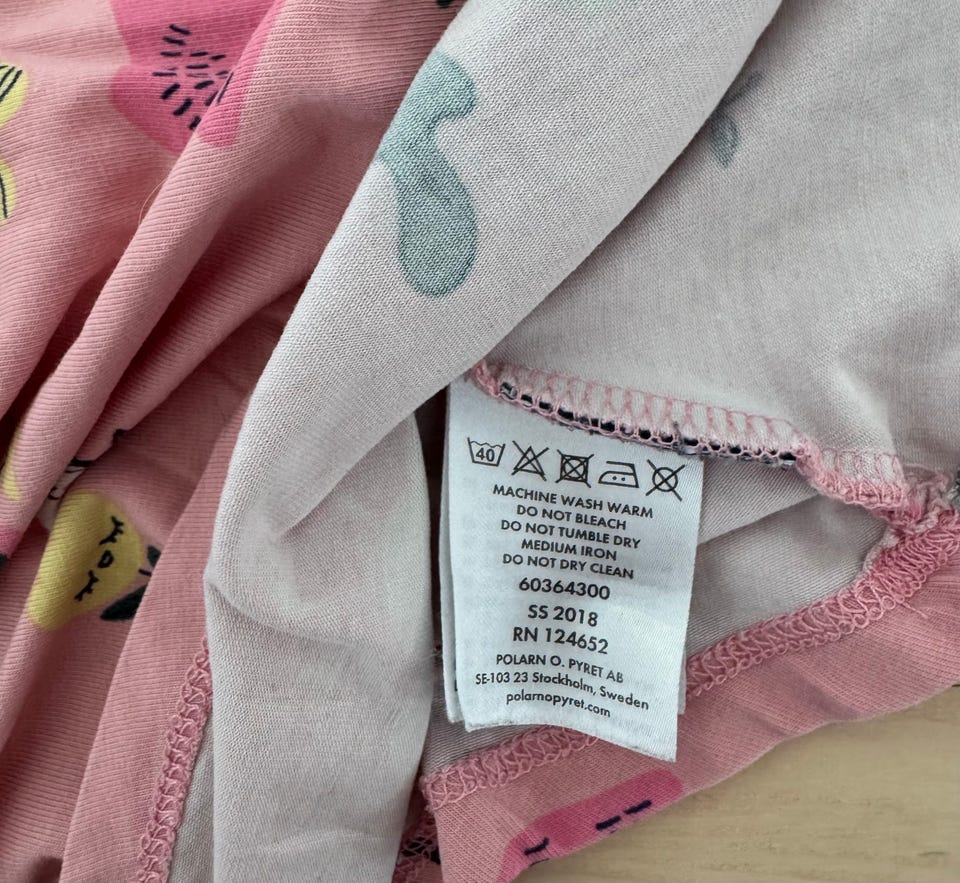 40
MACHINE WASH WARM
DO NOT BLEACH
DO NOT TUMBLE DRY
MEDIUM IRON
DO NOT DRY CLEAN
60364300
SS 2018
RN 124652
POLARN O. PYRET AB
SE-103 23 Stockholm, Sweden
polarnopyret.com